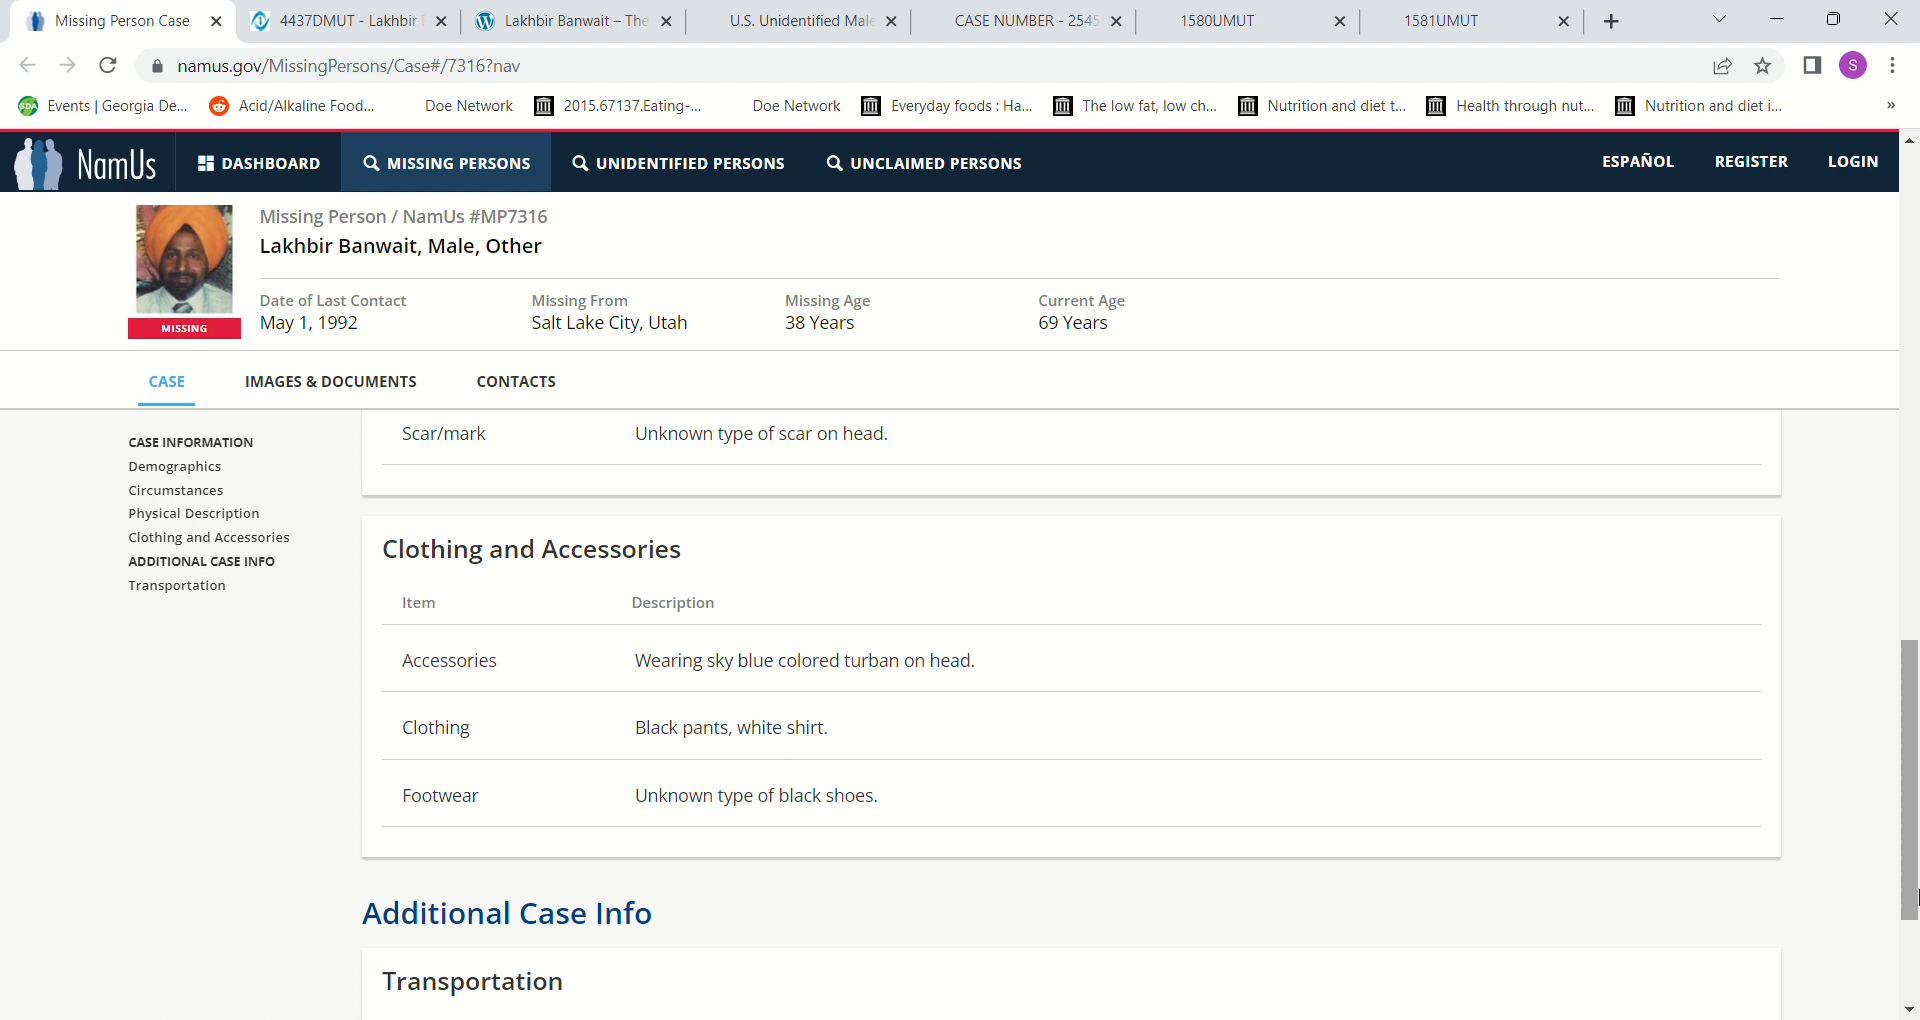 Missing Person Case
4437DMUT - Lakhbir
Lakhbir Banwait – The
U.S. Unidentified Male
CASE NUMBER - 2545
1580UMUT
1581UMUT
namus.gov/MissingPersons/Case#/7316?nav
S
Events | Georgia De...
Acid/Alkaline Food...
Doe Network
2015.67137.Eating-...
Doe Network
Everyday foods : Ha...
The low fat, low ch...
Nutrition and diet t...
Health through nut...
Nutrition and diet i...
»
NamUs
DASHBOARD
MISSING PERSONS
UNIDENTIFIED PERSONS
UNCLAIMED PERSONS
ESPAÑOL
REGISTER
LOGIN
Missing Person / NamUs #MP7316
Lakhbir Banwait, Male, Other
MISSING
Date of Last Contact
May 1, 1992
Missing From
Salt Lake City, Utah
Missing Age
38 Years
Current Age
69 Years
CASE
IMAGES & DOCUMENTS
CONTACTS
CASE INFORMATION
Demographics
Circumstances
Physical Description
Clothing and Accessories
ADDITIONAL CASE INFO
Transportation
Scar/mark Unknown type of scar on head.
Clothing and Accessories
Item Description
Accessories Wearing sky blue colored turban on head.
Clothing Black pants, white shirt.
Footwear Unknown type of black shoes.
Additional Case Info
Transportation